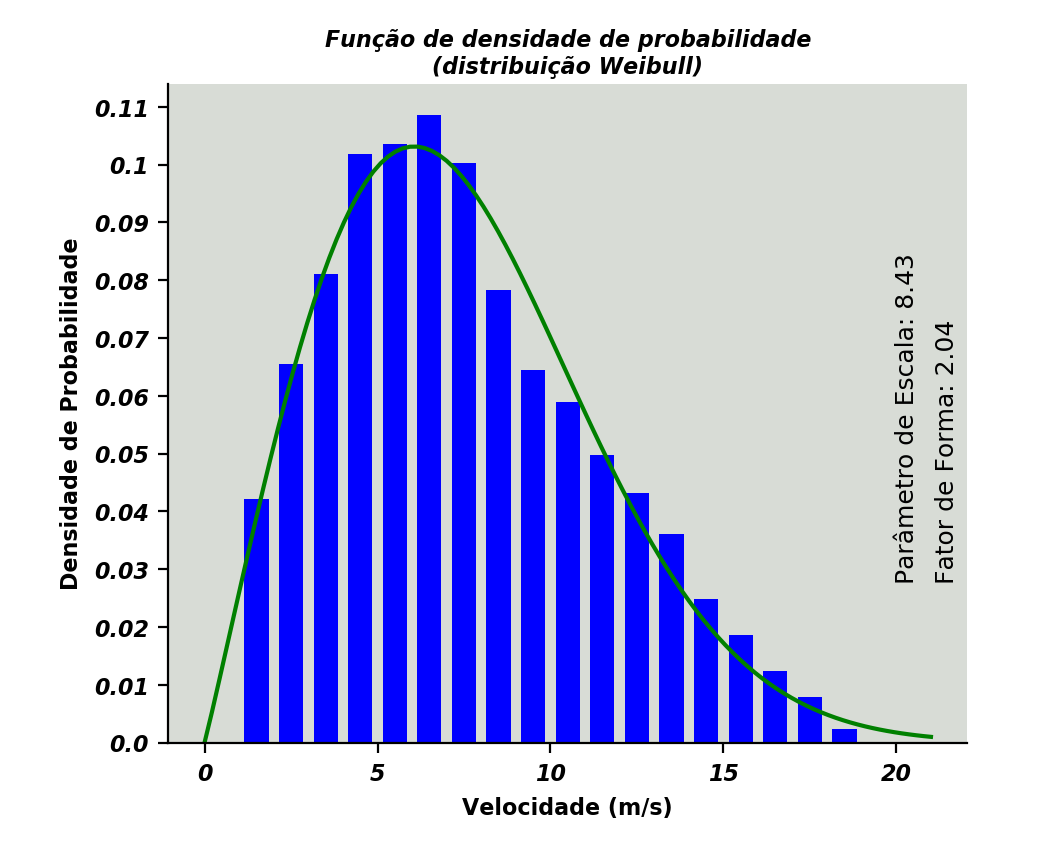 Função de densidade de probabilidade
(distribuição Weibull)
Densidade de Probabilidade
0.11
0.1
0.09
0.08
0.07
0.06
0.05
0.04
0.03
0.02
0.01
0.0
Parâmetro de Escala: 8.43
Fator de Forma: 2.04
0 5 10 15 20
Velocidade (m/s)